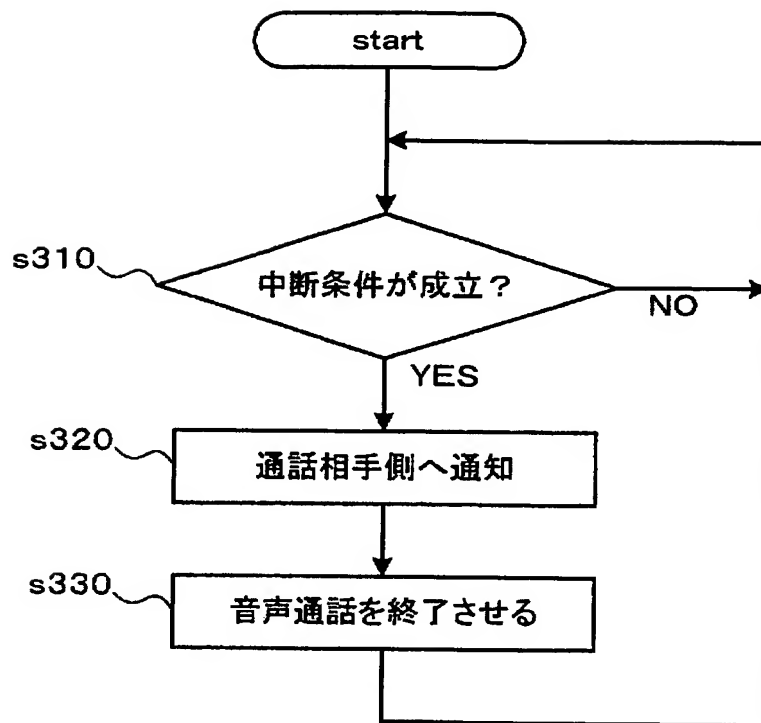 start
s310
中断条件が成立？
NO
YES
s320
通話相手側へ通知
s330
音声通話を終了させる